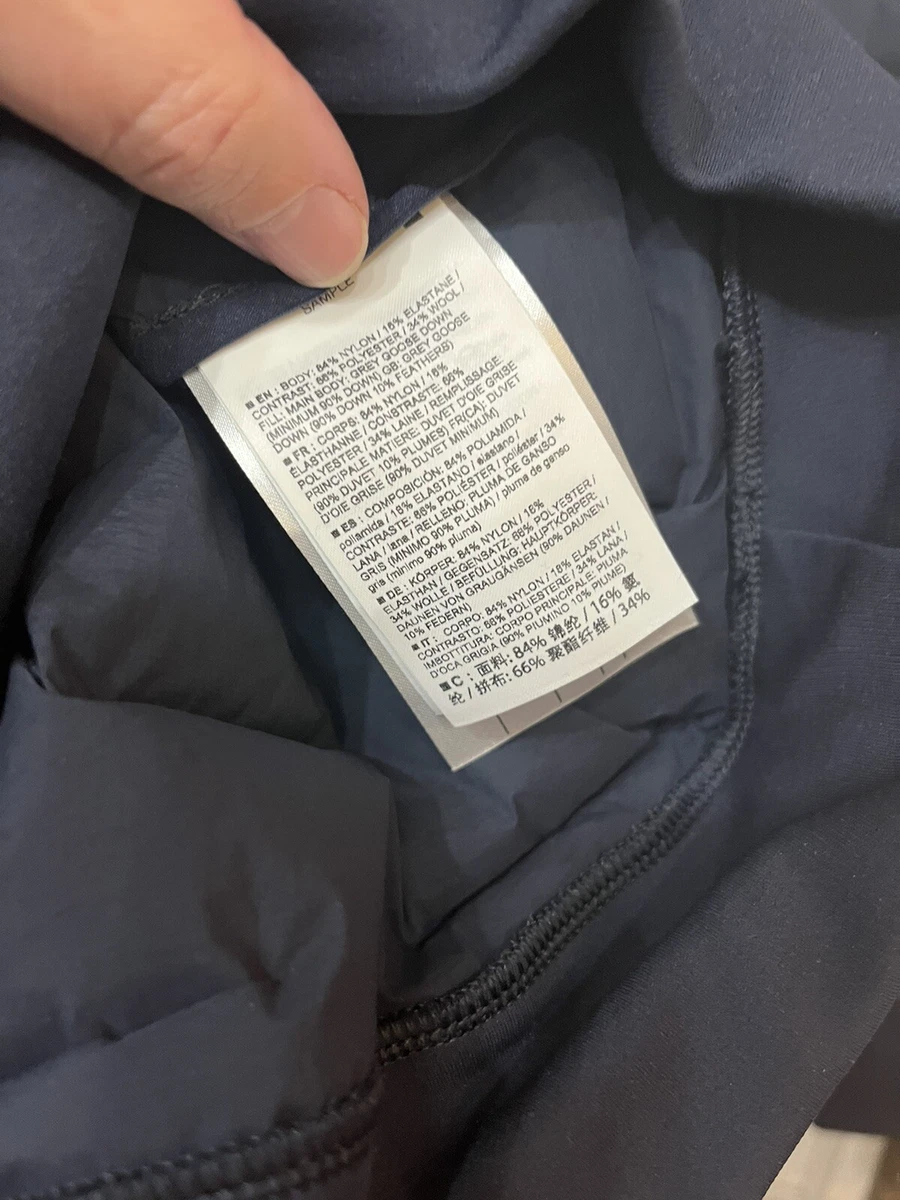 SAMPLE
■ EN : BODY: 84% NYLON / 16% ELASTANE /
CONTRAST: 66% POLYESTER / 34% WOOL /
FILL: MAIN BODY: GREY GOOSE DOWN
(MINIMUM 90% DOWN) GB: GREY GOOSE
DOWN (90% DOWN 10% FEATHERS)
■ FR : CORPS: 84% NYLON / 16%
ELASTHANNE / CONSTRASTE: 66%
POLYESTER / 34% LAINE / REMPLISSAGE:
PRINCIPALE MATIERE: DUVET D'OIE GRISE
(90% DUVET 10% PLUMES) FR(CA): DUVET
D'OIE GRISE (90% DUVET MINIMUM)
■ ES : COMPOSICIÓN: 84% POLIAMIDA /
poliamida / 16% ELASTANO / elastano /
CONTRASTE: 66% POLIÉSTER / poliéster / 34%
LANA / lana / RELLENO: PLUMA DE GANSO
GRIS (MINIMO 90% PLUMA) / pluma de ganso
gris (minimo 90% pluma)
■ DE : KÖRPER: 84% NYLON / 16%
ELASTHAN / GEGENSATZ: 66% POLYESTER /
34% WOLLE / BEFÜLLUNG: HAUPTKÖRPER:
DAUNEN VON GRAUGÄNSEN (90% DAUNEN /
10% FEDERN)
■ IT : CORPO: 84% NYLON / 16% ELASTAN /
CONTRASTO: 66% POLIESTERE / 34% LANA /
IMBOTTITURA: CORPO PRINCIPALE: PIUMA
D'OCA GRIGIA (90% PIUMINO 10% PIUME)
■ C : 面料: 84% 锦纶 / 16% 氨
纶 / 拼布: 66% 聚酯纤维 / 34%